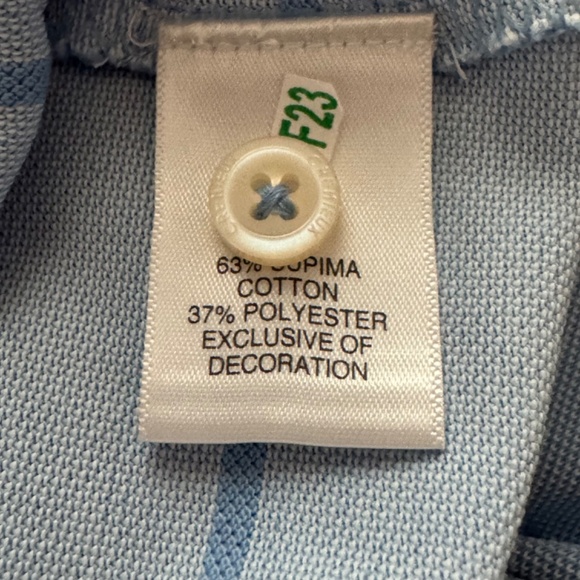 F23
63% SUPIMA
COTTON
37% POLYESTER
EXCLUSIVE OF
DECORATION